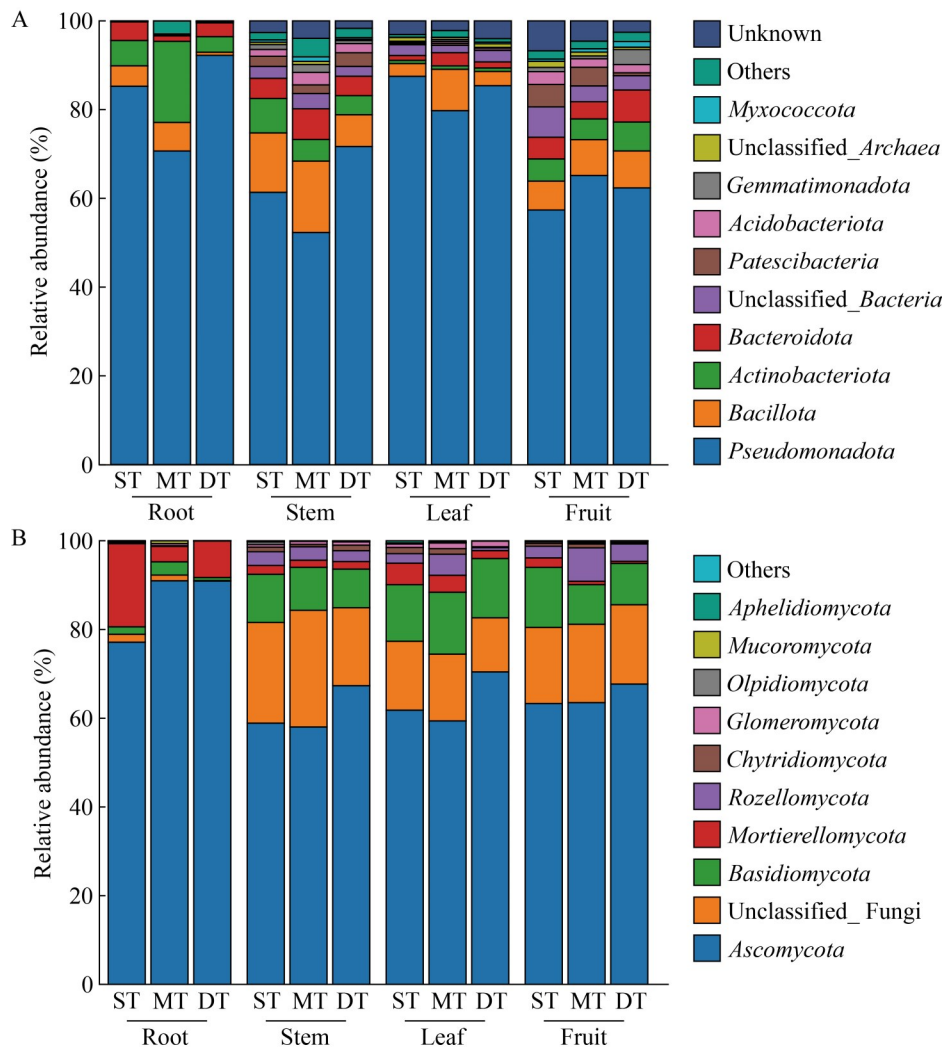 A
100
80
60
40
20
0
Relative abundance (%)
ST MT DT ST MT DT ST MT DT ST MT DT
Root Stem Leaf Fruit
Unknown
Others
Myxococcota
Unclassified_Archaea
Gemmatimonadota
Acidobacteriota
Patescibacteria
Unclassified_Bacteria
Bacteroidota
Actinobacteriota
Bacillota
Pseudomonadota
B
100
80
60
40
20
0
Relative abundance (%)
ST MT DT ST MT DT ST MT DT ST MT DT
Root Stem Leaf Fruit
Others
Aphelidiomycota
Mucoromycota
Olpidiomycota
Glomeromycota
Chytridiomycota
Rozellomycota
Mortierellomycota
Basidiomycota
Unclassified_ Fungi
Ascomycota